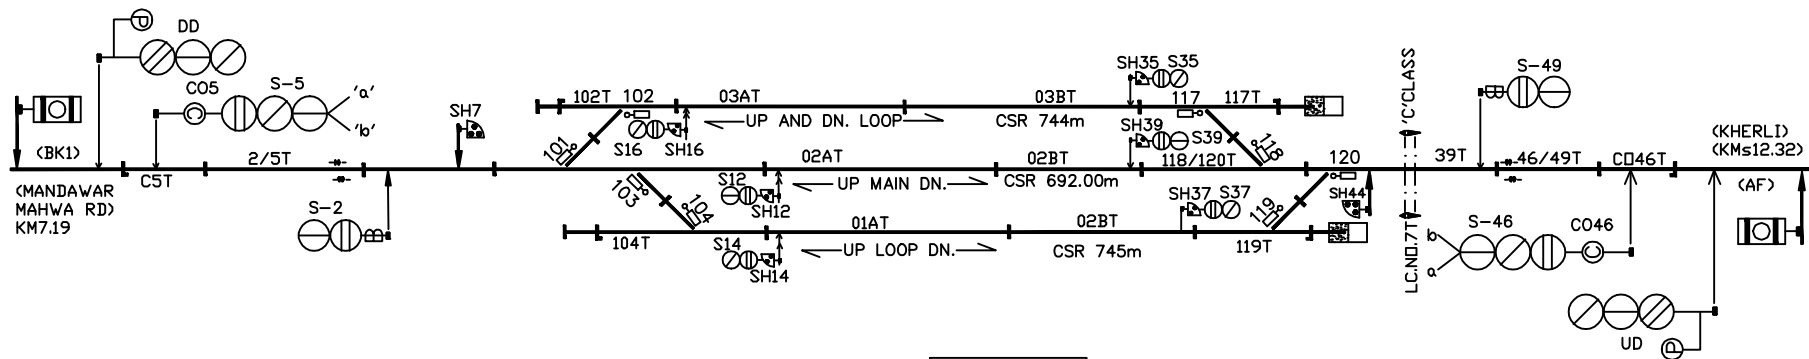 P
DD
CO5
S-5
C
'a'
'b'
(BK1)
C5T
2/5T
(MANDAWAR
MAHWA RD)
KM7.19
S-2
B
SH7
102T
102
03AT
03BT
SH35
S35
117
117T
UP AND DN. LOOP
CSR 744m
S16
SH16
101
SH39
S39
118
02AT
02BT
118/120T
120
S12
SH12
UP MAIN DN.
CSR 692.00m
103
104
SH37
S37
SH44
119
01AT
02BT
104T
S14
SH14
UP LOOP DN.
CSR 745m
119T
'C'CLASS
L.C.NO.7T
S-49
B
39T
46/49T
CO46T
(KHERLI)
(KMs12.32)
(AF)
S-46
CO46
C
b
a
UD
P